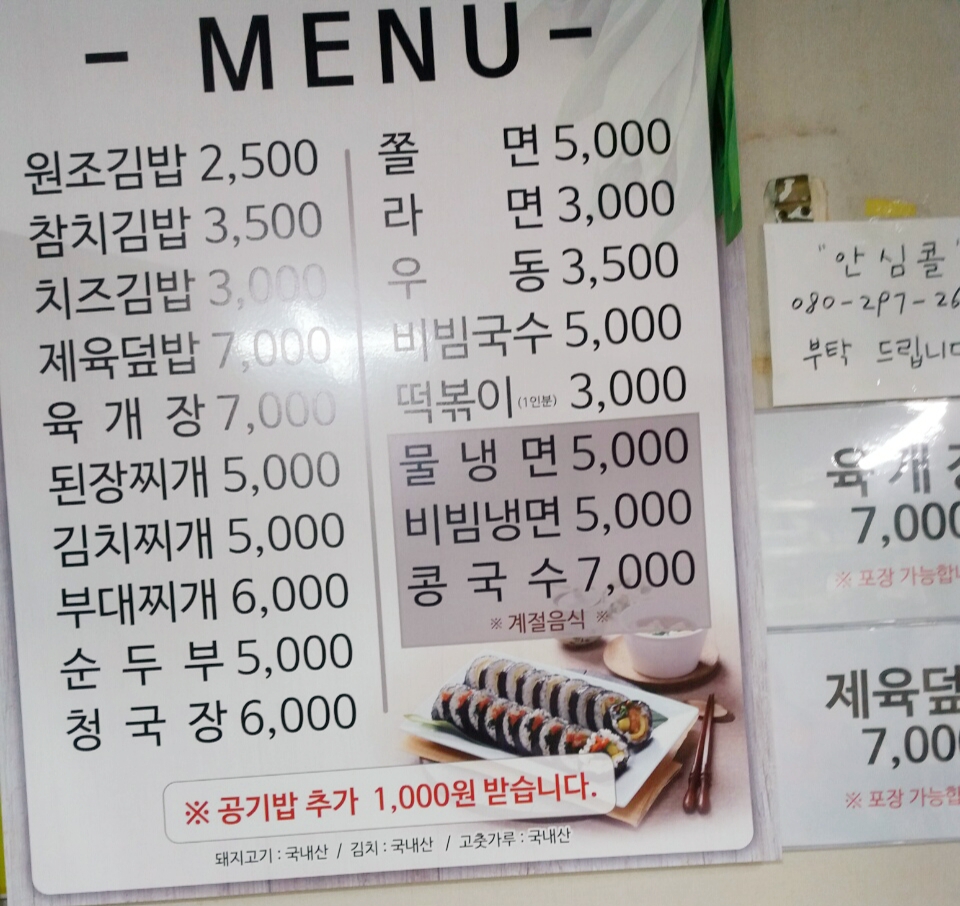 - MENU -
원조김밥 2,500
참치김밥 3,500
치즈김밥 3,000
제육덮밥 7,000
육 개 장 7,000
된장찌개 5,000
김치찌개 5,000
부대찌개 6,000
순 두 부 5,000
청 국 장 6,000
쫄 면 5,000
라 면 3,000
우 동 3,500
비빔국수 5,000
떡볶이 (1인분) 3,000
물 냉 면 5,000
비빔냉면 5,000
콩 국 수 7,000
※ 계절음식 ※
※ 공기밥 추가 1,000원 받습니다.
돼지고기 : 국내산 / 김치 : 국내산 / 고춧가루 : 국내산
"안심콜"
080-297-26
부탁 드립니다
육 개
7,000
※ 포장 가능합
제육덮
7,00
※ 포장 가능합